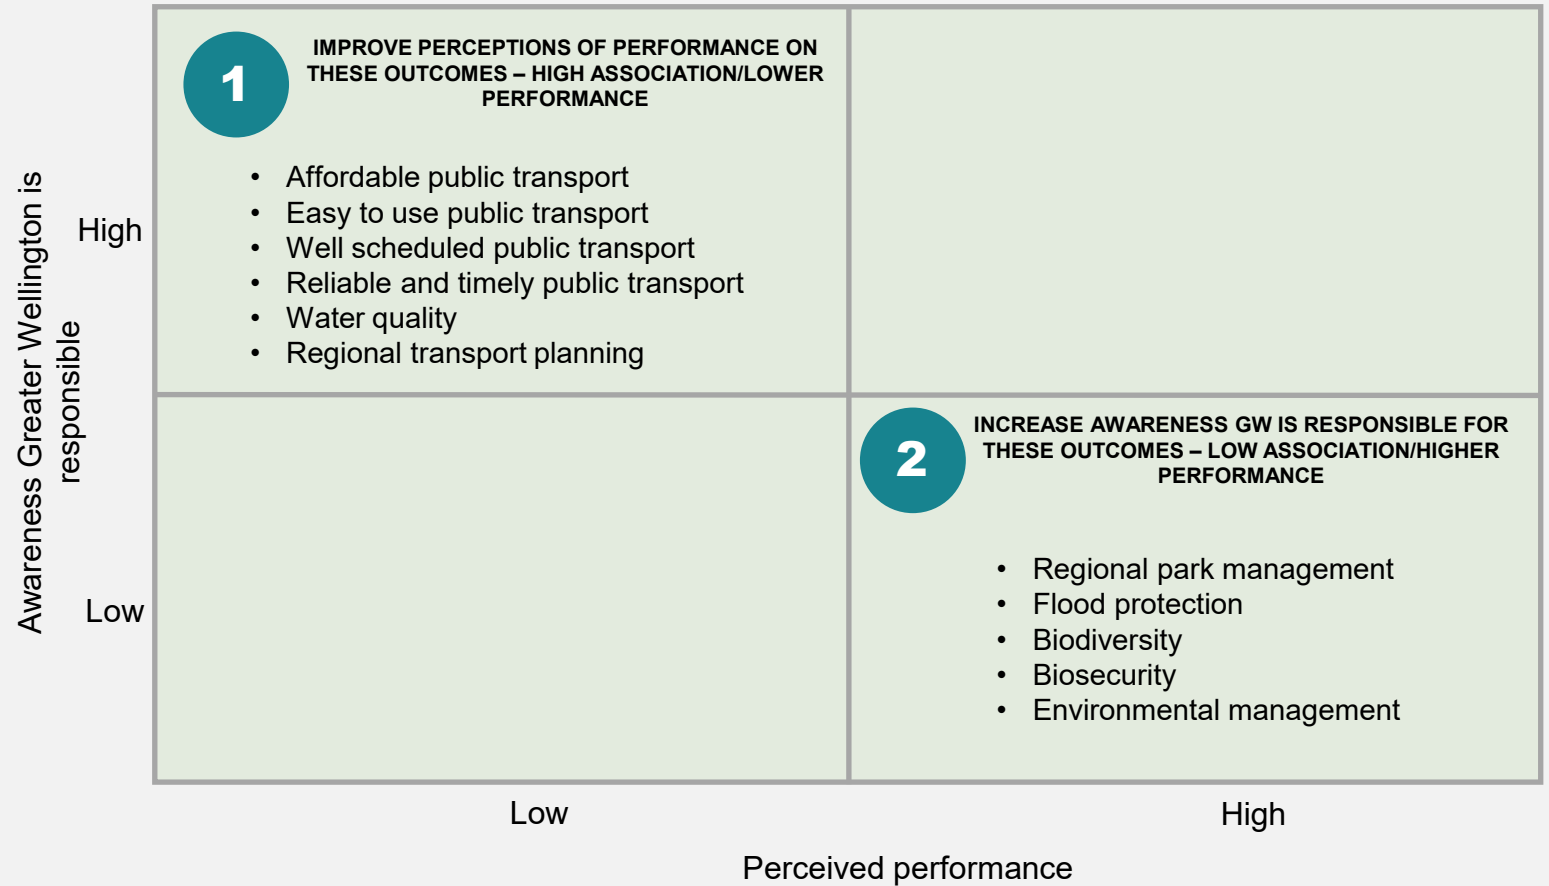 1
IMPROVE PERCEPTIONS OF PERFORMANCE ON
THESE OUTCOMES – HIGH ASSOCIATION/LOWER
PERFORMANCE
• Affordable public transport
• Easy to use public transport
• Well scheduled public transport
• Reliable and timely public transport
• Water quality
• Regional transport planning
Awareness Greater Wellington is
responsible
High
Low
2
INCREASE AWARENESS GW IS RESPONSIBLE FOR
THESE OUTCOMES – LOW ASSOCIATION/HIGHER
PERFORMANCE
• Regional park management
• Flood protection
• Biodiversity
• Biosecurity
• Environmental management
Low
High
Perceived performance